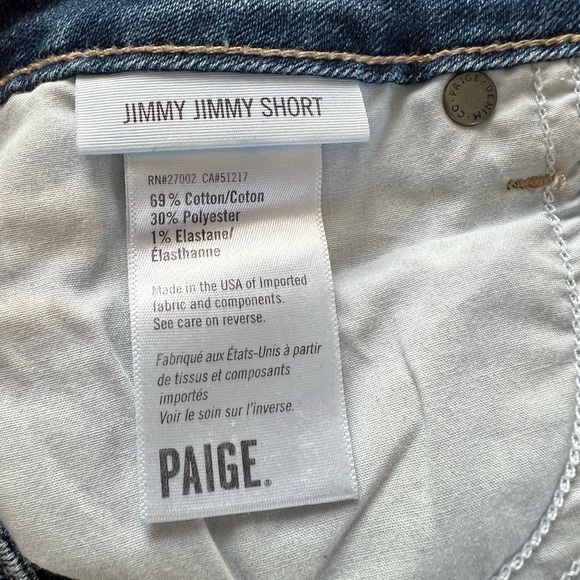 JIMMY JIMMY SHORT
PAIGE DENIM CO.
RN#27002 CA#51217
69% Cotton/Coton
30% Polyester
1% Elastane/
Élasthanne
Made in the USA of Imported
fabric and components.
See care on reverse.
Fabriqué aux États-Unis à partir
de tissus et composants
importés
Voir le soin sur l'inverse.
PAIGE.